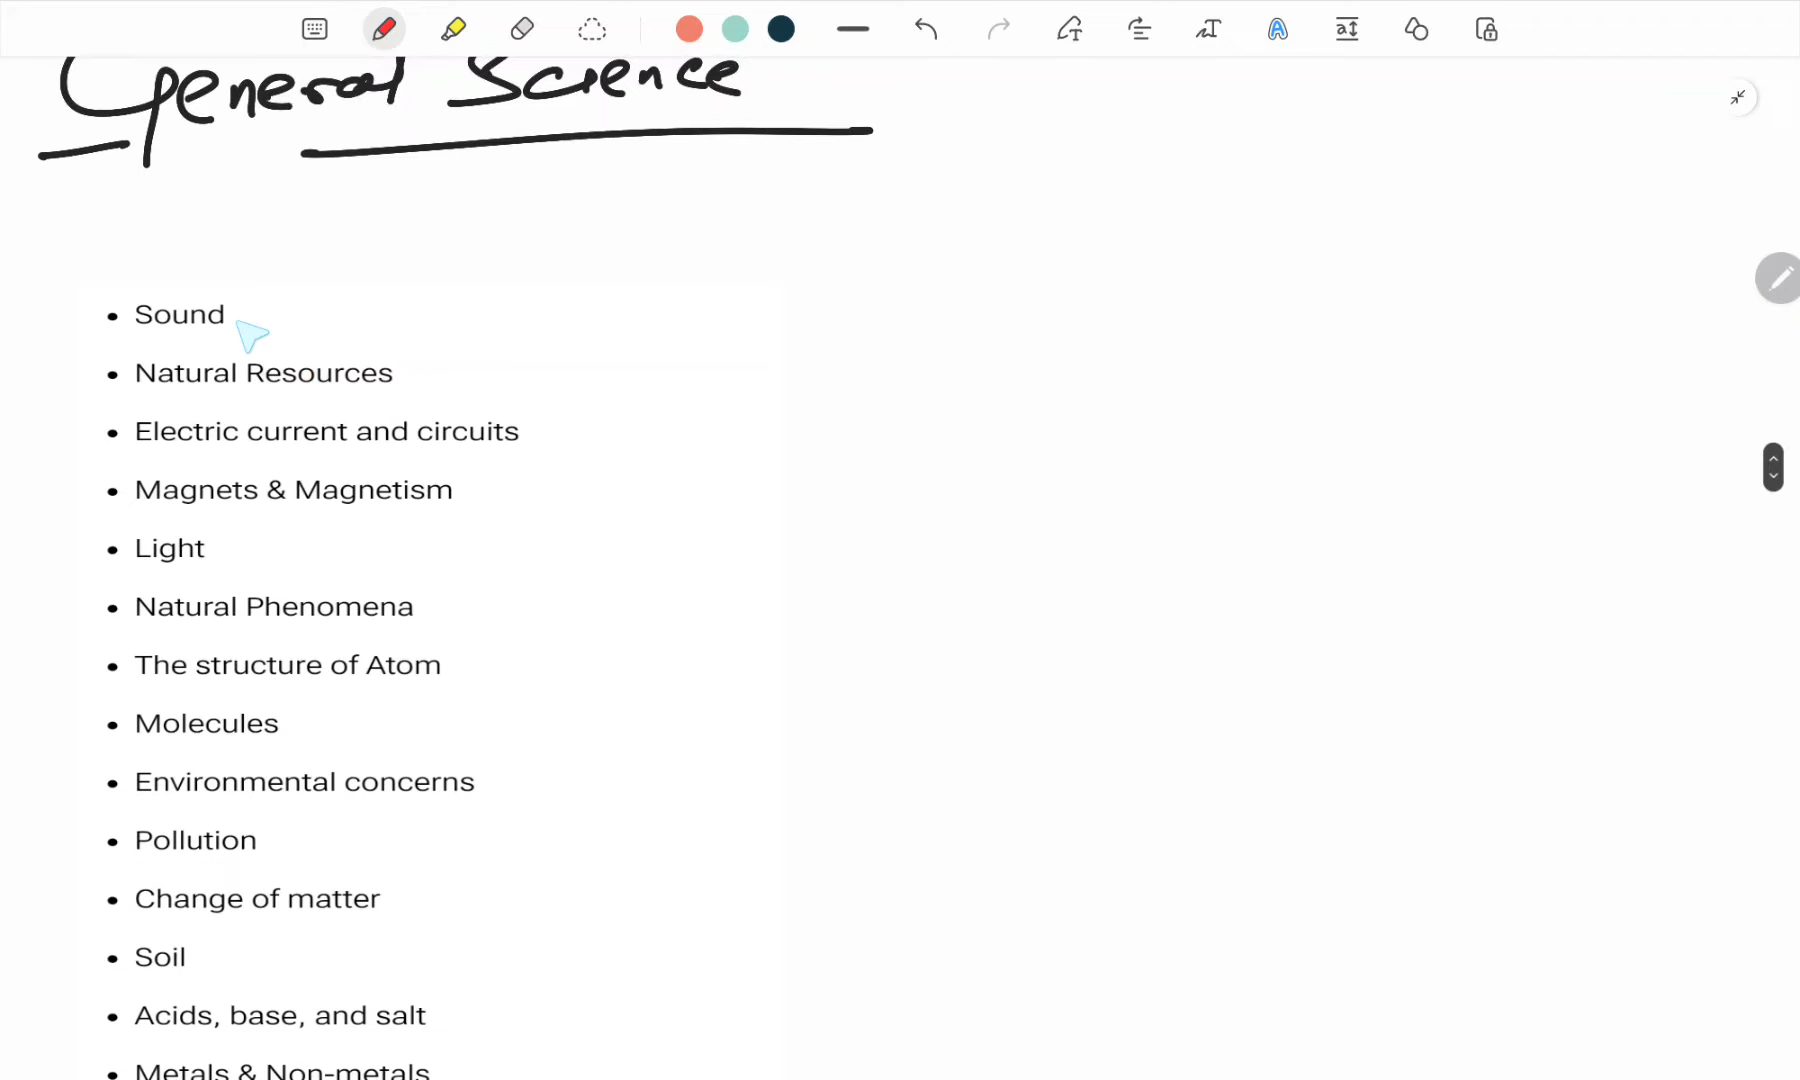 General Science
• Sound
• Natural Resources
• Electric current and circuits
• Magnets & Magnetism
• Light
• Natural Phenomena
• The structure of Atom
• Molecules
• Environmental concerns
• Pollution
• Change of matter
• Soil
• Acids, base, and salt
• Metals & Non-metals